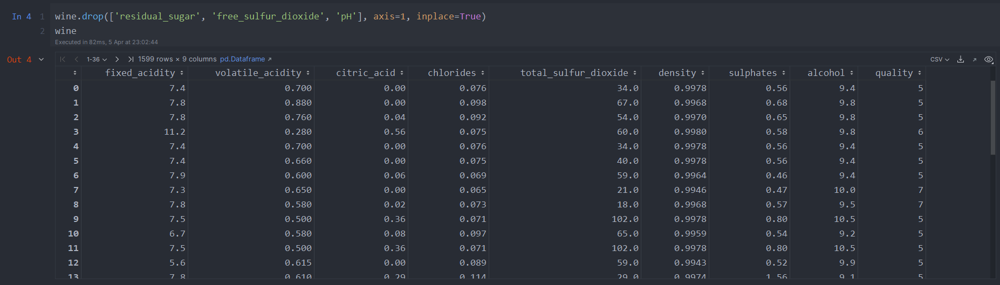 In 4 1 wine.drop(['residual_sugar', 'free_sulfur_dioxide', 'pH'], axis=1, inplace=True)
2 wine
Executed in 82ms, 5 Apr at 23:02:44
Out 4 1-36 1599 rows × 9 columns pd.Dataframe CSV
fixed_acidity volatile_acidity citric_acid chlorides total_sulfur_dioxide density sulphates alcohol quality
0 7.4 0.700 0.00 0.076 34.0 0.9978 0.56 9.4 5
1 7.8 0.880 0.00 0.098 67.0 0.9968 0.68 9.8 5
2 7.8 0.760 0.04 0.092 54.0 0.9970 0.65 9.8 5
3 11.2 0.280 0.56 0.075 60.0 0.9980 0.58 9.8 6
4 7.4 0.700 0.00 0.076 34.0 0.9978 0.56 9.4 5
5 7.4 0.660 0.00 0.075 40.0 0.9978 0.56 9.4 5
6 7.9 0.600 0.06 0.069 59.0 0.9964 0.46 9.4 5
7 7.3 0.650 0.00 0.065 21.0 0.9946 0.47 10.0 7
8 7.8 0.580 0.02 0.073 18.0 0.9968 0.57 9.5 7
9 7.5 0.500 0.36 0.071 102.0 0.9978 0.80 10.5 5
10 6.7 0.580 0.08 0.097 65.0 0.9959 0.54 9.2 5
11 7.5 0.500 0.36 0.071 102.0 0.9978 0.80 10.5 5
12 5.6 0.615 0.00 0.089 59.0 0.9943 0.52 9.9 5
13 7.8 0.610 0.29 0.114 29.0 0.9974 1.56 9.1 5